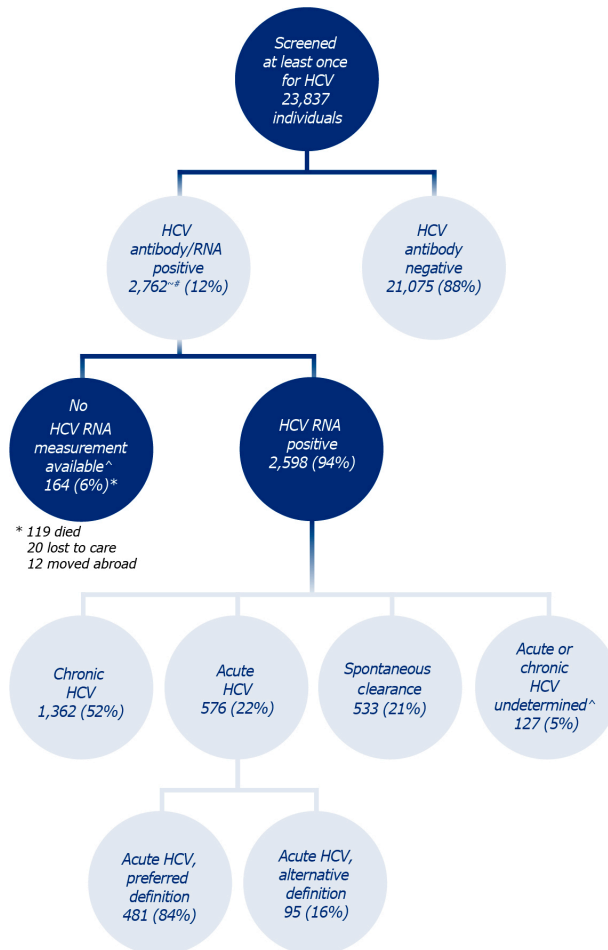 Screened
at least once
for HCV
23,837
individuals
HCV
antibody/RNA
positive
2,762~# (12%)
HCV
antibody
negative
21,075 (88%)
No
HCV RNA
measurement
available^
164 (6%)*
HCV RNA
positive
2,598 (94%)
* 119 died
20 lost to care
12 moved abroad
Chronic
HCV
1,362 (52%)
Acute
HCV
576 (22%)
Spontaneous
clearance
533 (21%)
Acute or
chronic
HCV
undetermined^
127 (5%)
Acute HCV,
preferred
definition
481 (84%)
Acute HCV,
alternative
definition
95 (16%)